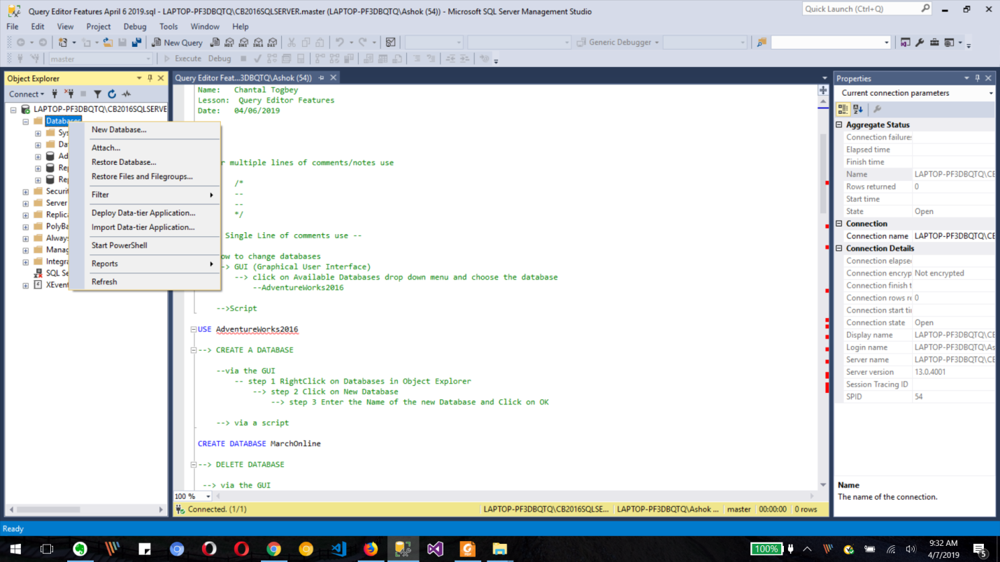 Query Editor Features April 6 2019.sql - LAPTOP-PF3DBQTQ\CB2016SQLSERVER.master (LAPTOP-PF3DBQTQ\Ashok (54)) - Microsoft SQL Server Management Studio
Quick Launch (Ctrl+Q)
File Edit View Project Debug Tools Window Help
New Query
MDX DMX XMLA DAX
Generic Debugger
master
Execute Debug
Object Explorer
Connect
LAPTOP-PF3DBQTQ\CB2016SQLSERVE
Databases
Sys
Da
Ad
Rep
Rep
Securit
Server
Replica
PolyBa
Always
Manag
Integra
SQL Se
XEvent
New Database...
Attach...
Restore Database...
Restore Files and Filegroups...
Filter
Deploy Data-tier Application...
Import Data-tier Application...
Start PowerShell
Reports
Refresh
Query Editor Feat...3DBQTQ\Ashok (54))
Name: Chantal Togbey
Lesson: Query Editor Features
Date: 04/06/2019
r multiple lines of comments/notes use
/*
--
--
*/
Single Line of comments use --
ow to change databases
> GUI (Graphical User Interface)
--> click on Available Databases drop down menu and choose the database
--AdventureWorks2016
-->Script
USE AdventureWorks2016
--> CREATE A DATABASE
--via the GUI
-- step 1 RightClick on Databases in Object Explorer
--> step 2 Click on New Database
--> step 3 Enter the Name of the new Database and Click on OK
--> via a script
CREATE DATABASE MarchOnline
--> DELETE DATABASE
--> via the GUI
100 %
Connected. (1/1)
LAPTOP-PF3DBQTQ\CB2016SQLSE... LAPTOP-PF3DBQTQ\Ashok ... master 00:00:00 0 rows
Properties
Current connection parameters
Aggregate Status
Connection failures
Elapsed time
Finish time
Name LAPTOP-PF3DBQTQ\CB
Rows returned 0
Start time
State Open
Connection
Connection name LAPTOP-PF3DBQTQ\CB
Connection Details
Connection elapse
Connection encryp Not encrypted
Connection finish t
Connection rows re 0
Connection start ti
Connection state Open
Display name LAPTOP-PF3DBQTQ\CB
Login name LAPTOP-PF3DBQTQ\As
Server name LAPTOP-PF3DBQTQ\CB
Server version 13.0.4001
Session Tracing ID
SPID 54
Name
The name of the connection.
Ready
100%
9:32 AM
4/7/2019
5